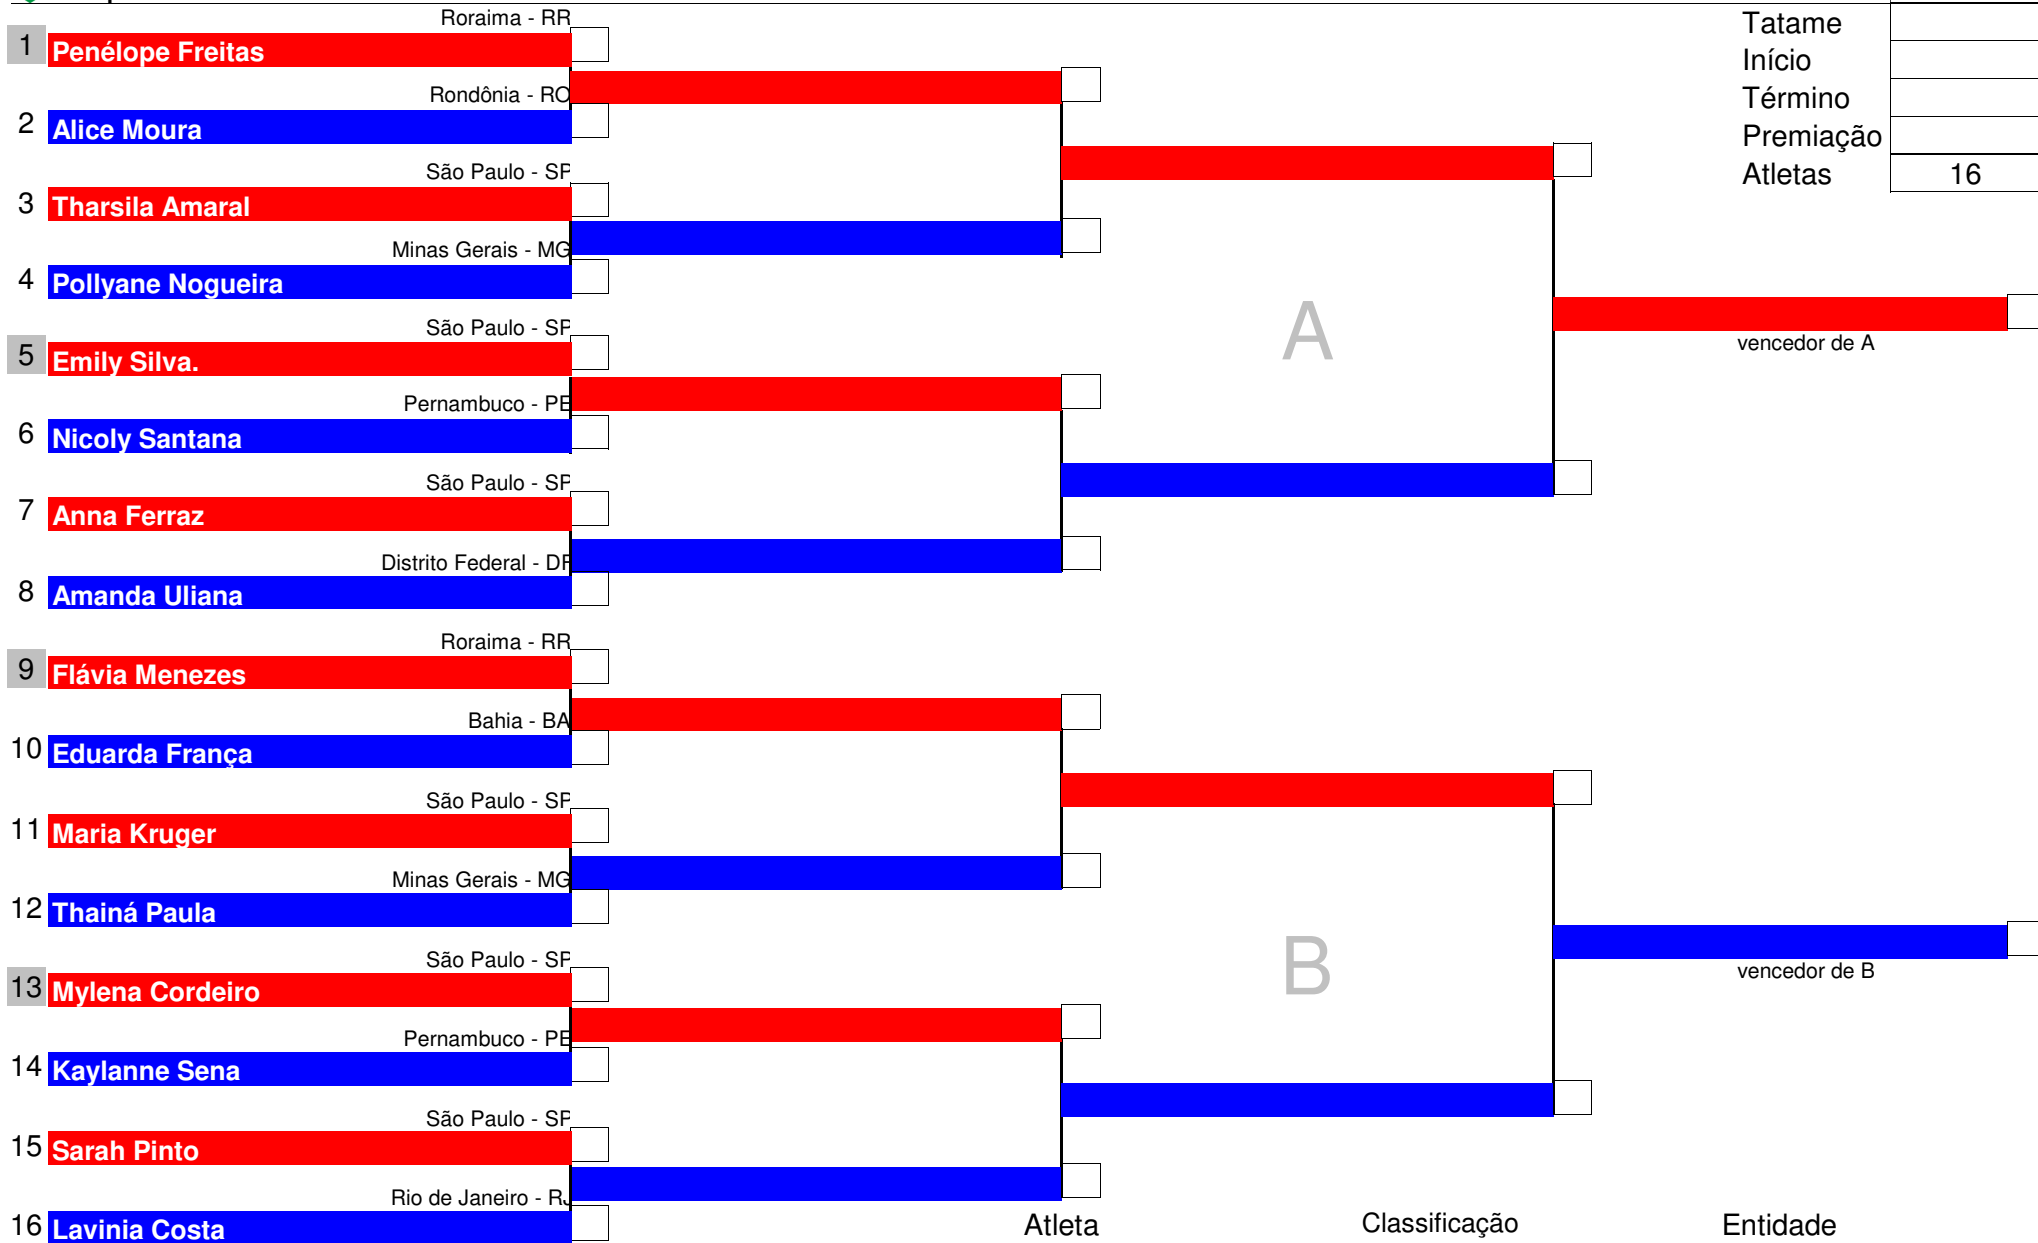 Roraima - RR
1 Penélope Freitas
Rondônia - RO
2 Alice Moura
São Paulo - SP
3 Tharsila Amaral
Minas Gerais - MG
4 Pollyane Nogueira
São Paulo - SP
5 Emily Silva.
Pernambuco - PE
6 Nicoly Santana
São Paulo - SP
7 Anna Ferraz
Distrito Federal - DF
8 Amanda Uliana
Roraima - RR
9 Flávia Menezes
Bahia - BA
10 Eduarda França
São Paulo - SP
11 Maria Kruger
Minas Gerais - MG
12 Thainá Paula
São Paulo - SP
13 Mylena Cordeiro
Pernambuco - PE
14 Kaylanne Sena
São Paulo - SP
15 Sarah Pinto
Rio de Janeiro - RJ
16 Lavinia Costa
A
B
vencedor de A
vencedor de B
Tatame
Início
Término
Premiação
Atletas 16
Atleta Classificação Entidade